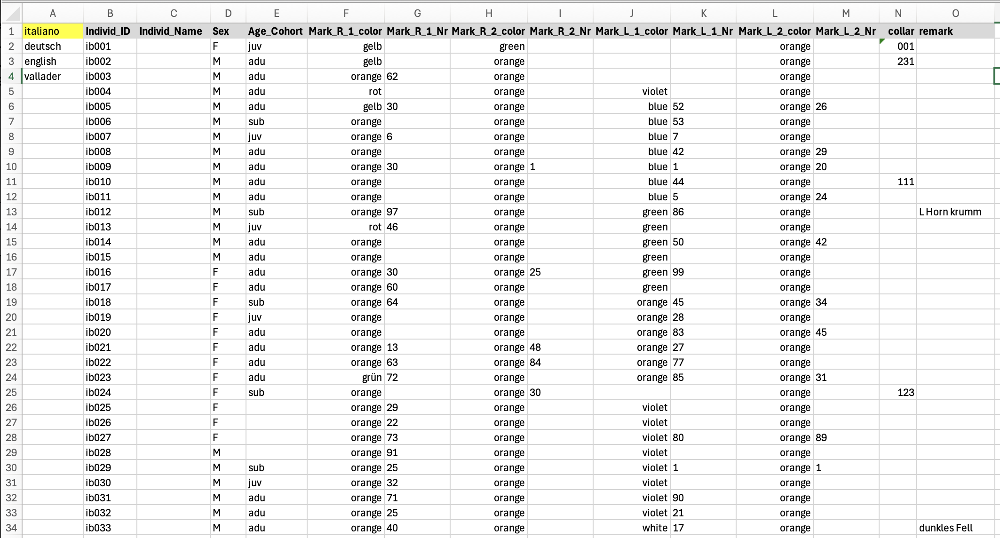 A B C D E F G H I J K L M N O
1 italiano Individ_ID Individ_Name Sex Age_Cohort Mark_R_1_color Mark_R_1_Nr Mark_R_2_color Mark_R_2_Nr Mark_L_1_color Mark_L_1_Nr Mark_L_2_color Mark_L_2_Nr collar remark
2 deutsch ib001 F juv gelb green orange 001
3 english ib002 M adu gelb orange orange 231
4 vallader ib003 M adu orange 62 orange orange
5 ib004 M adu rot orange violet orange
6 ib005 M adu gelb 30 orange blue 52 orange 26
7 ib006 M sub orange orange blue 53 orange
8 ib007 M juv orange 6 orange blue 7 orange
9 ib008 M adu orange orange blue 42 orange 29
10 ib009 M adu orange 30 orange 1 blue 1 orange 20
11 ib010 M adu orange orange blue 44 orange 111
12 ib011 M adu orange orange blue 5 orange 24
13 ib012 M sub orange 97 orange green 86 orange L Horn krumm
14 ib013 M juv rot 46 orange green orange
15 ib014 M adu orange orange green 50 orange 42
16 ib015 M adu orange orange green orange
17 ib016 F adu orange 30 orange 25 green 99 orange
18 ib017 F adu orange 60 orange green orange
19 ib018 F sub orange 64 orange orange 45 orange 34
20 ib019 F juv orange orange orange 28 orange
21 ib020 F adu orange orange orange 83 orange 45
22 ib021 F adu orange 13 orange 48 orange 27 orange
23 ib022 F adu orange 63 orange 84 orange 77 orange
24 ib023 F adu grün 72 orange orange 85 orange 31
25 ib024 F sub orange orange 30 orange 123
26 ib025 F orange 29 orange violet orange
27 ib026 F orange 22 orange violet orange
28 ib027 F orange 73 orange violet 80 orange 89
29 ib028 M orange 91 orange violet orange
30 ib029 M sub orange 25 orange violet 1 orange 1
31 ib030 M juv orange 32 orange violet orange
32 ib031 M adu orange 71 orange violet 90 orange
33 ib032 M adu orange 25 orange violet 21 orange
34 ib033 M adu orange 40 orange white 17 orange dunkles Fell